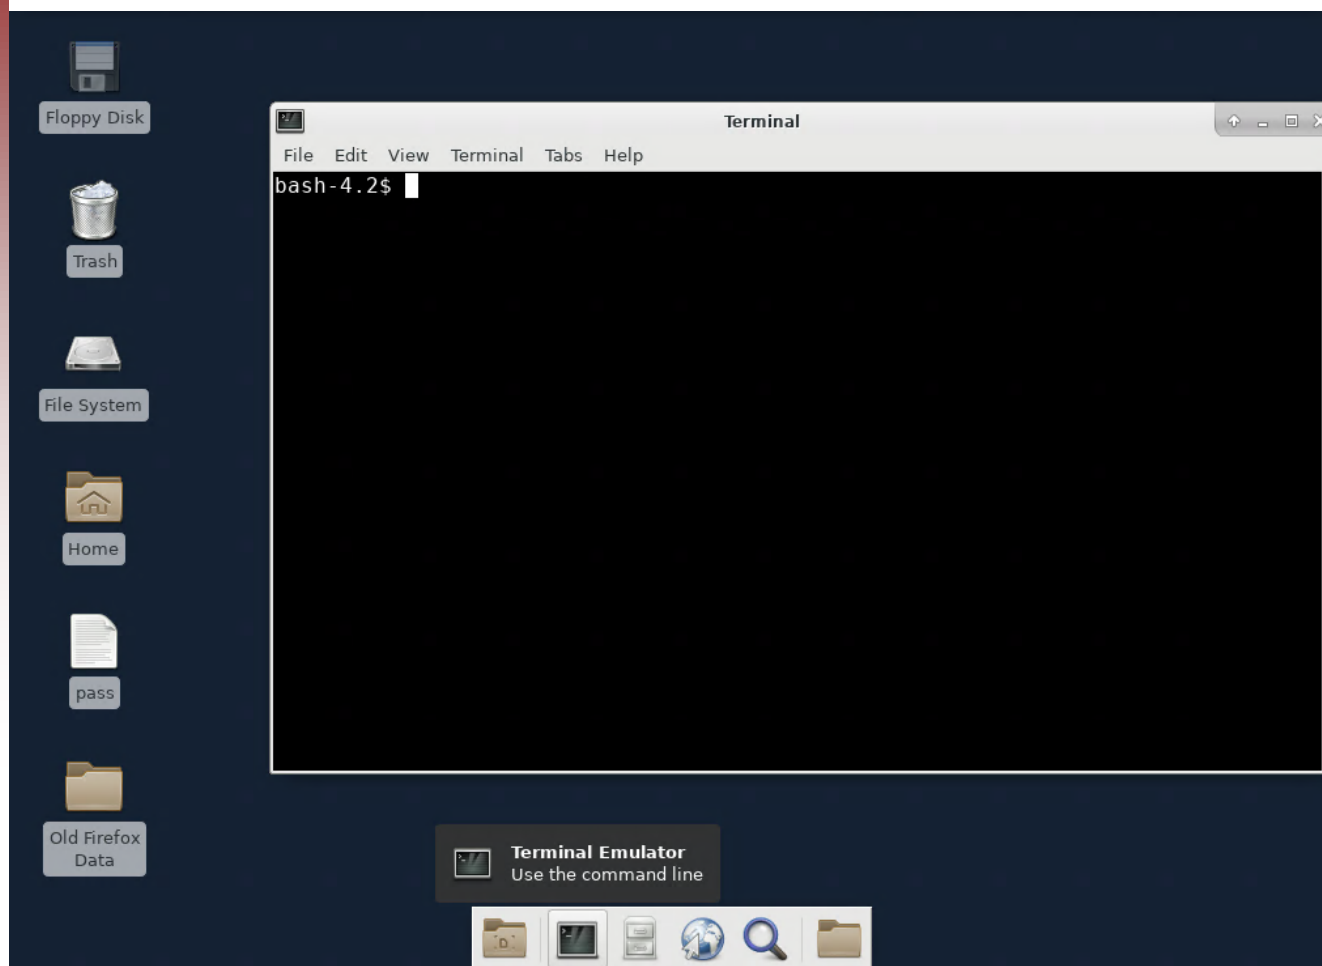 Floppy Disk
Trash
File System
Home
pass
Old Firefox
Data
Terminal
File Edit View Terminal Tabs Help
bash-4.2$
Terminal Emulator
Use the command line
D